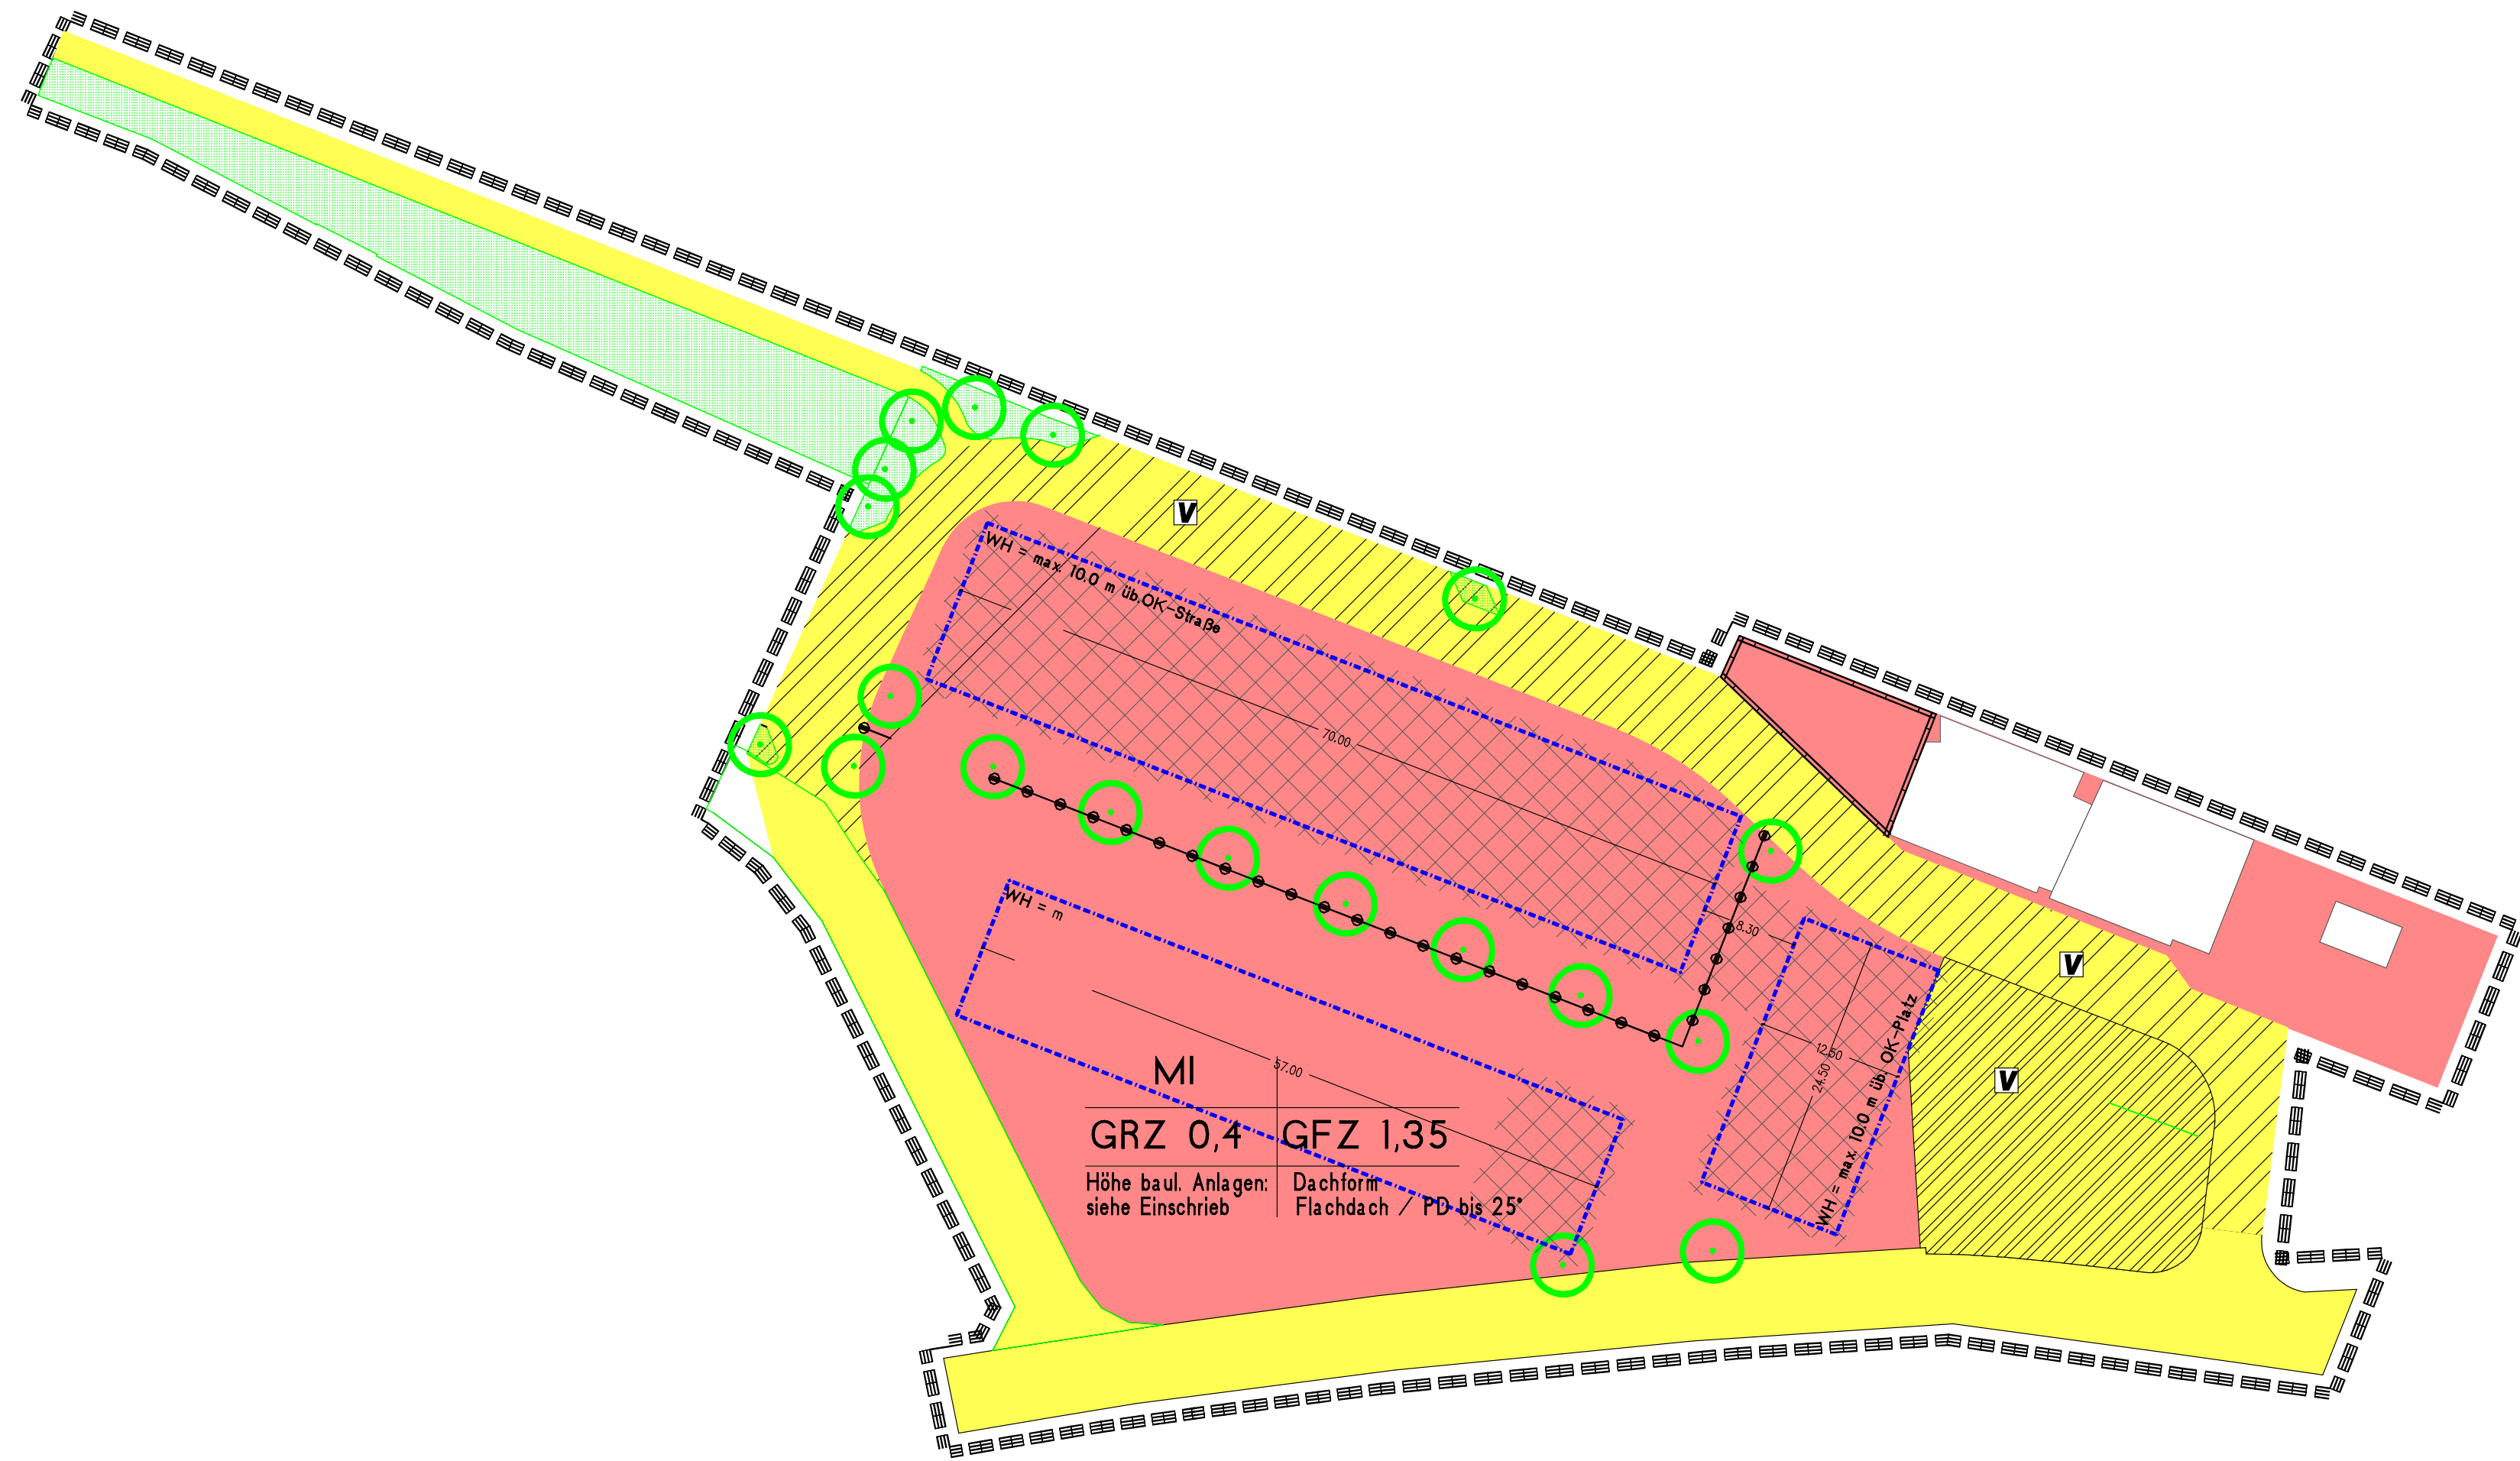 V
WH = max. 10.0 m üb.OK-Straße
70.00
WH = m
8.30
V
V
12.50
24.50
WH = max. 10.0 m üb. OK-Platz
57.00
MI
GRZ 0,4 GFZ 1,35
Höhe baul. Anlagen: Dachform
siehe Einschrieb Flachdach / PD bis 25°